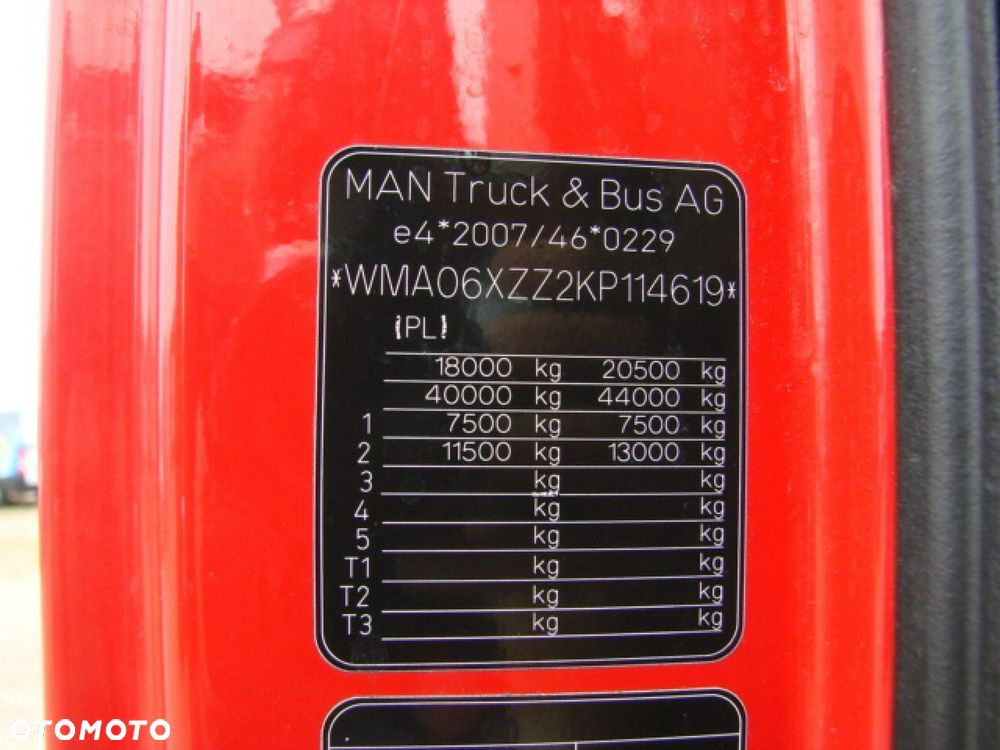 MAN Truck & Bus AG
e4*2007/46*0229
*WMA06XZZ2KP114619*
(PL)
18000 kg 20500 kg
40000 kg 44000 kg
1 7500 kg 7500 kg
2 11500 kg 13000 kg
3 kg kg
4 kg kg
5 kg kg
T1 kg kg
T2 kg kg
T3 kg kg
OTOMOTO